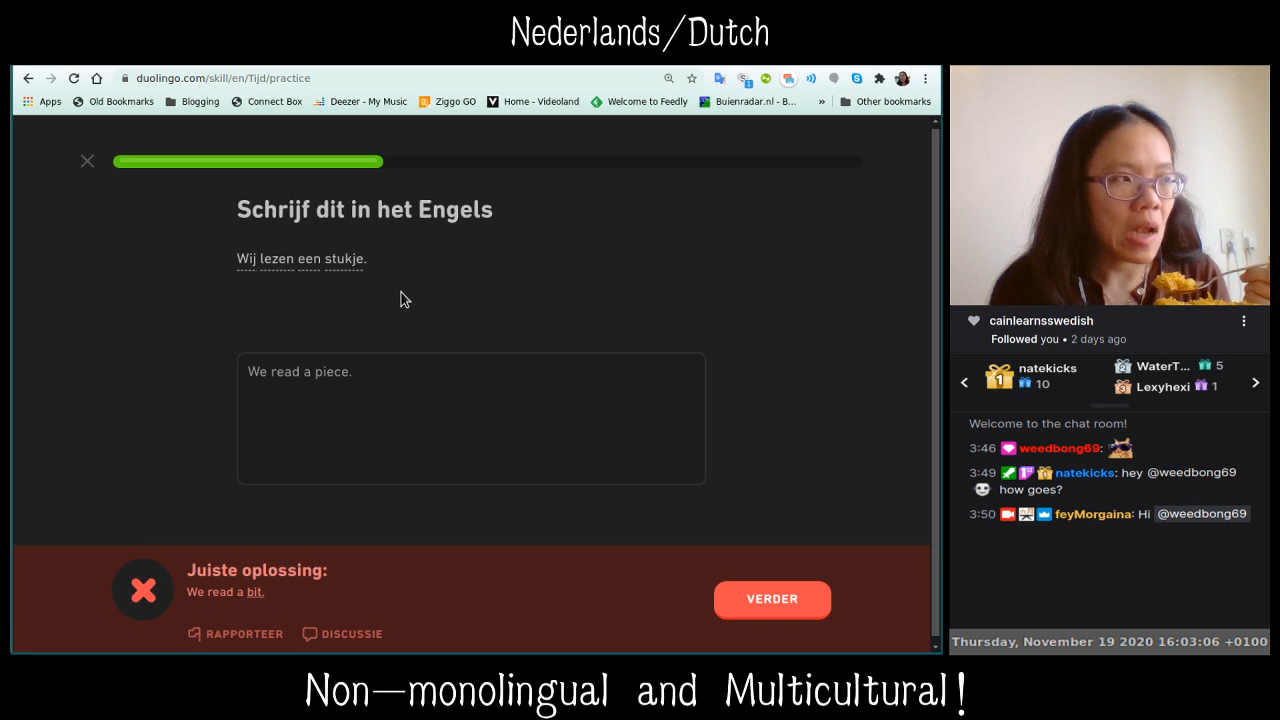 Nederlands/Dutch
duolingo.com/skill/en/Tijd/practice
Apps Old Bookmarks Blogging Connect Box Deezer - My Music Ziggo GO Home - Videoland Welcome to Feedly Buienradar.nl - B... » Other bookmarks
Schrijf dit in het Engels
Wij lezen een stukje.
We read a piece.
Juiste oplossing:
We read a bit.
VERDER
RAPPORTEER DISCUSSIE
cainlearnsswedish
Followed you • 2 days ago
natekicks
10
WaterT... 5
Lexyhexi 1
Welcome to the chat room!
3:46 weedbong69:
3:49 natekicks: hey @weedbong69
how goes?
3:50 feyMorgaina: Hi @weedbong69
Thursday, November 19 2020 16:03:06 +0100
Non-monolingual and Multicultural!